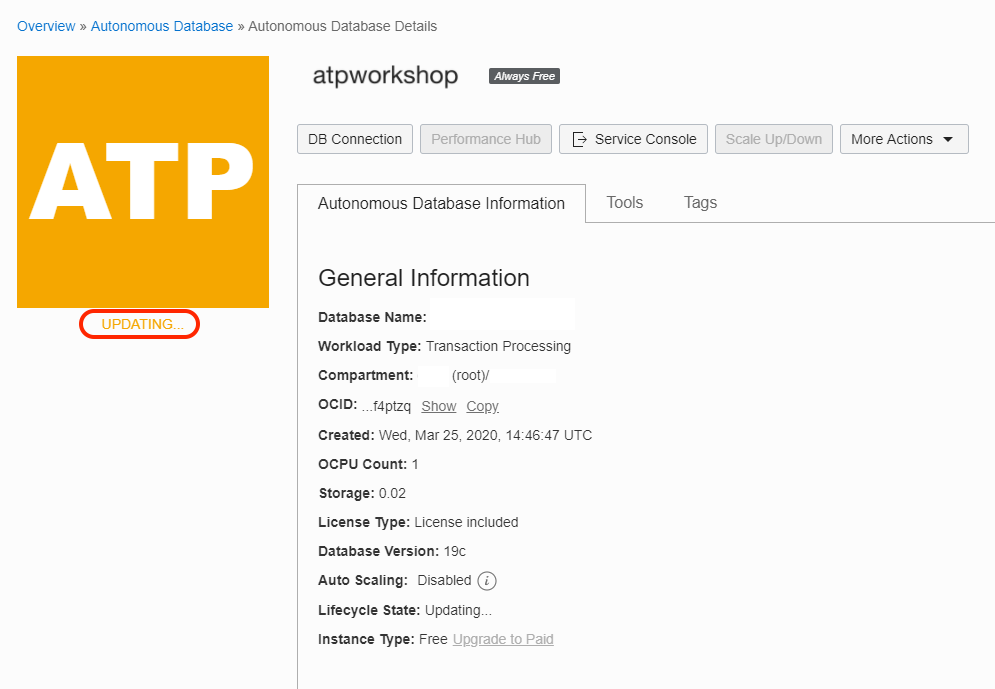 Overview » Autonomous Database » Autonomous Database Details
ATP
UPDATING...
atpworkshop Always Free
DB Connection Performance Hub Service Console Scale Up/Down More Actions
Autonomous Database Information Tools Tags
General Information
Database Name:
Workload Type: Transaction Processing
Compartment: (root)/
OCID: ...f4ptzq Show Copy
Created: Wed, Mar 25, 2020, 14:46:47 UTC
OCPU Count: 1
Storage: 0.02
License Type: License included
Database Version: 19c
Auto Scaling: Disabled i
Lifecycle State: Updating...
Instance Type: Free Upgrade to Paid